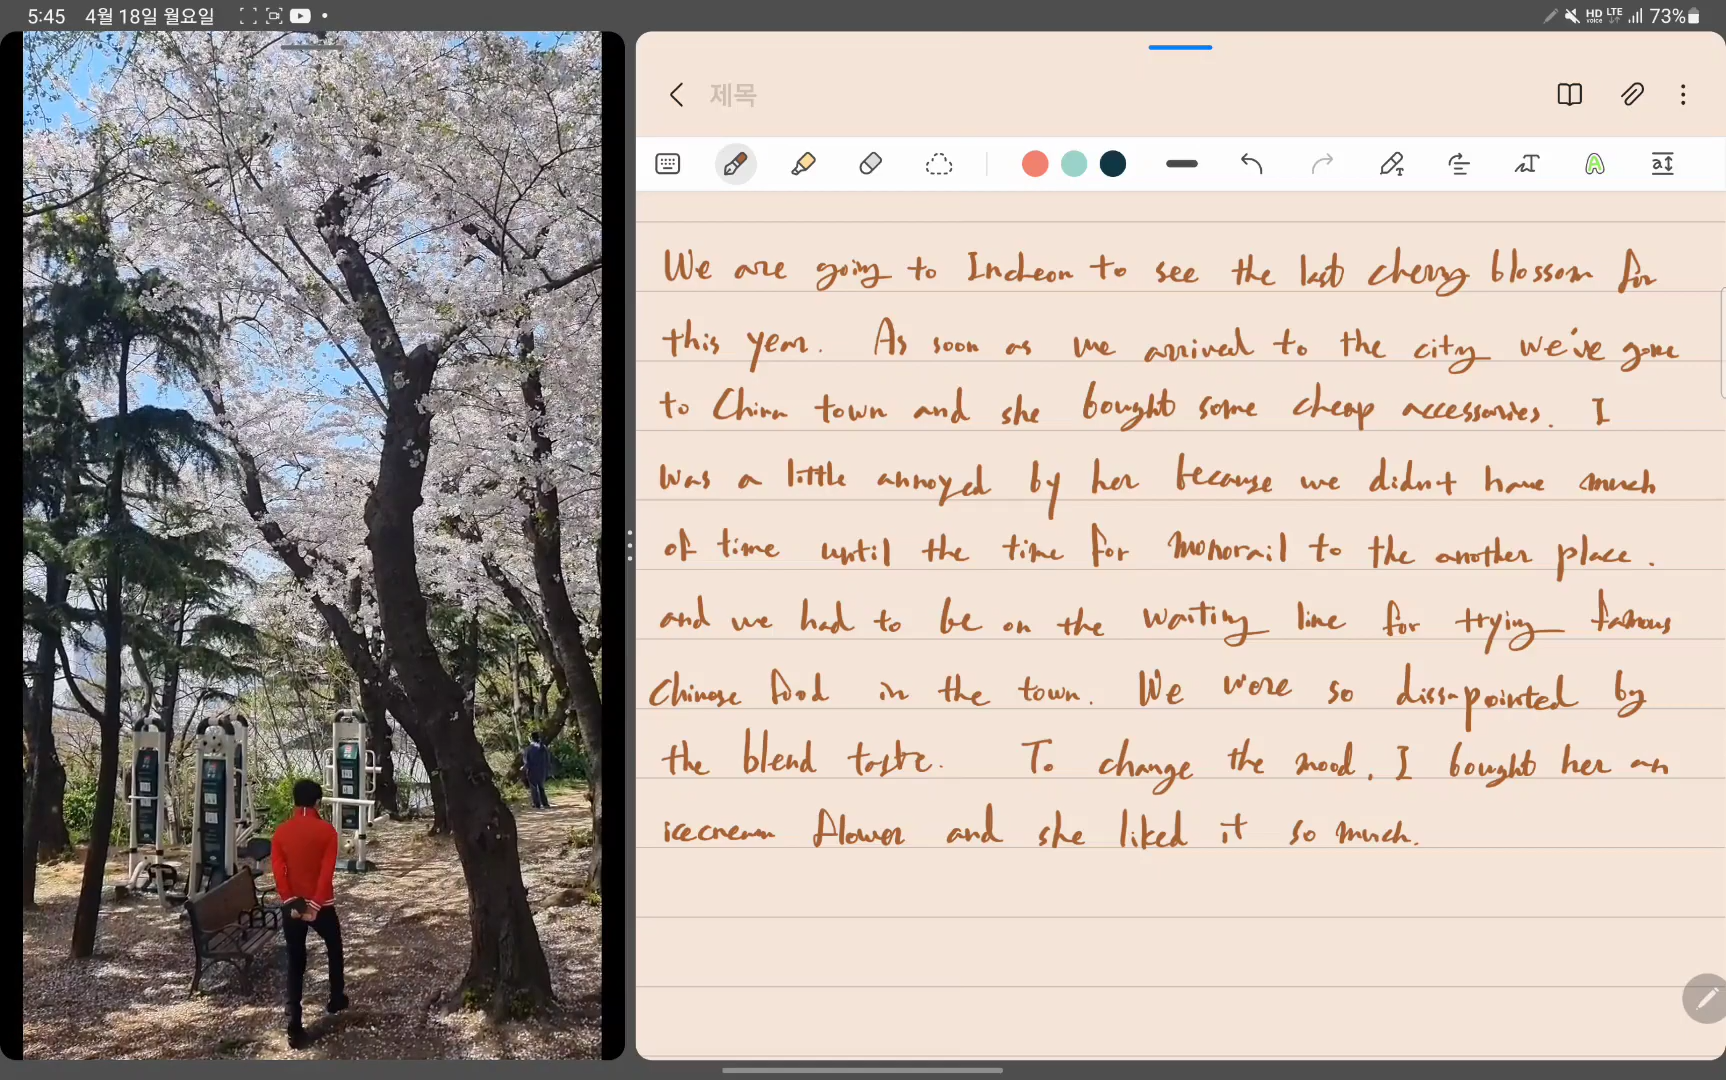 5:45 4월 18일 월요일
HD voice LTE 73%
제목
We are going to Incheon to see the last cherry blossom for
this year. As soon as we arrived to the city we've gone
to China town and she bought some cheap accessories. I
was a little annoyed by her because we didn't have much
of time until the time for monorail to the another place.
and we had to be on the waiting line for trying famous
Chinese food in the town. We were so dissapointed by
the blend taste. To change the mood, I bought her an
icecream flower and she liked it so much.